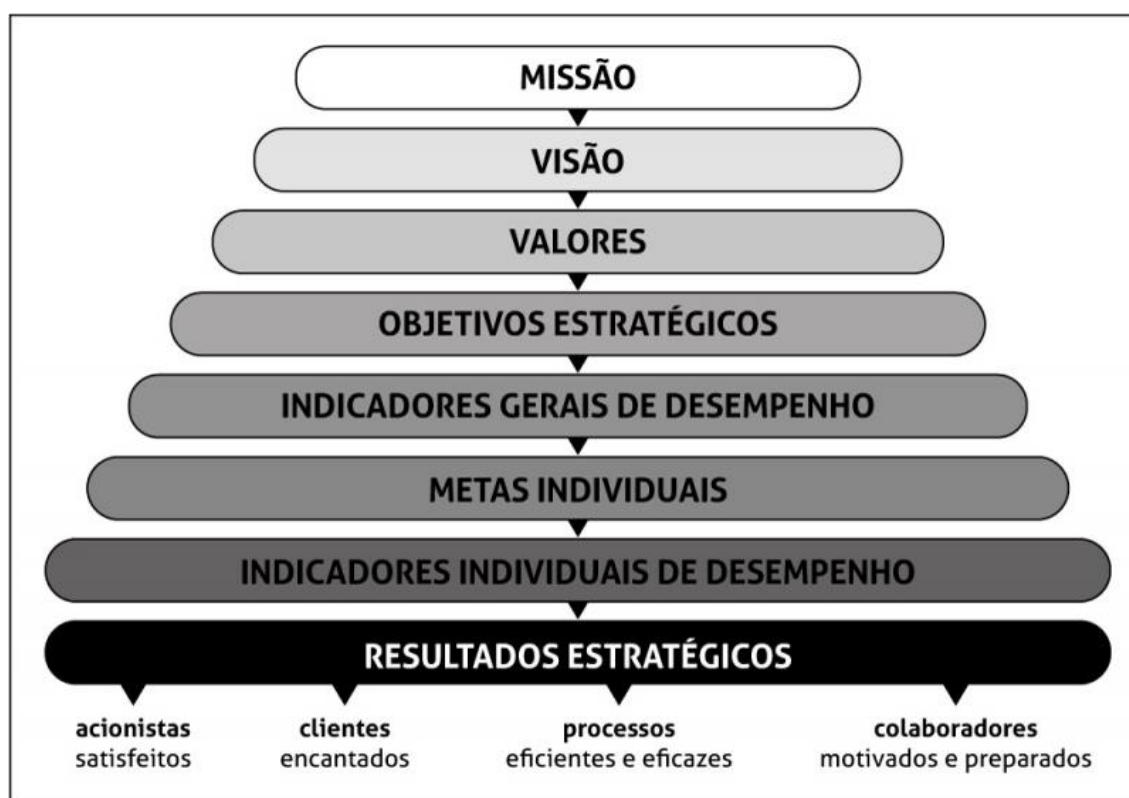 MISSÃO
VISÃO
VALORES
OBJETIVOS ESTRATÉGICOS
INDICADORES GERAIS DE DESEMPENHO
METAS INDIVIDUAIS
INDICADORES INDIVIDUAIS DE DESEMPENHO
RESULTADOS ESTRATÉGICOS
acionistas
satisfeitos
clientes
encantados
processos
eficientes e eficazes
colaboradores
motivados e preparados